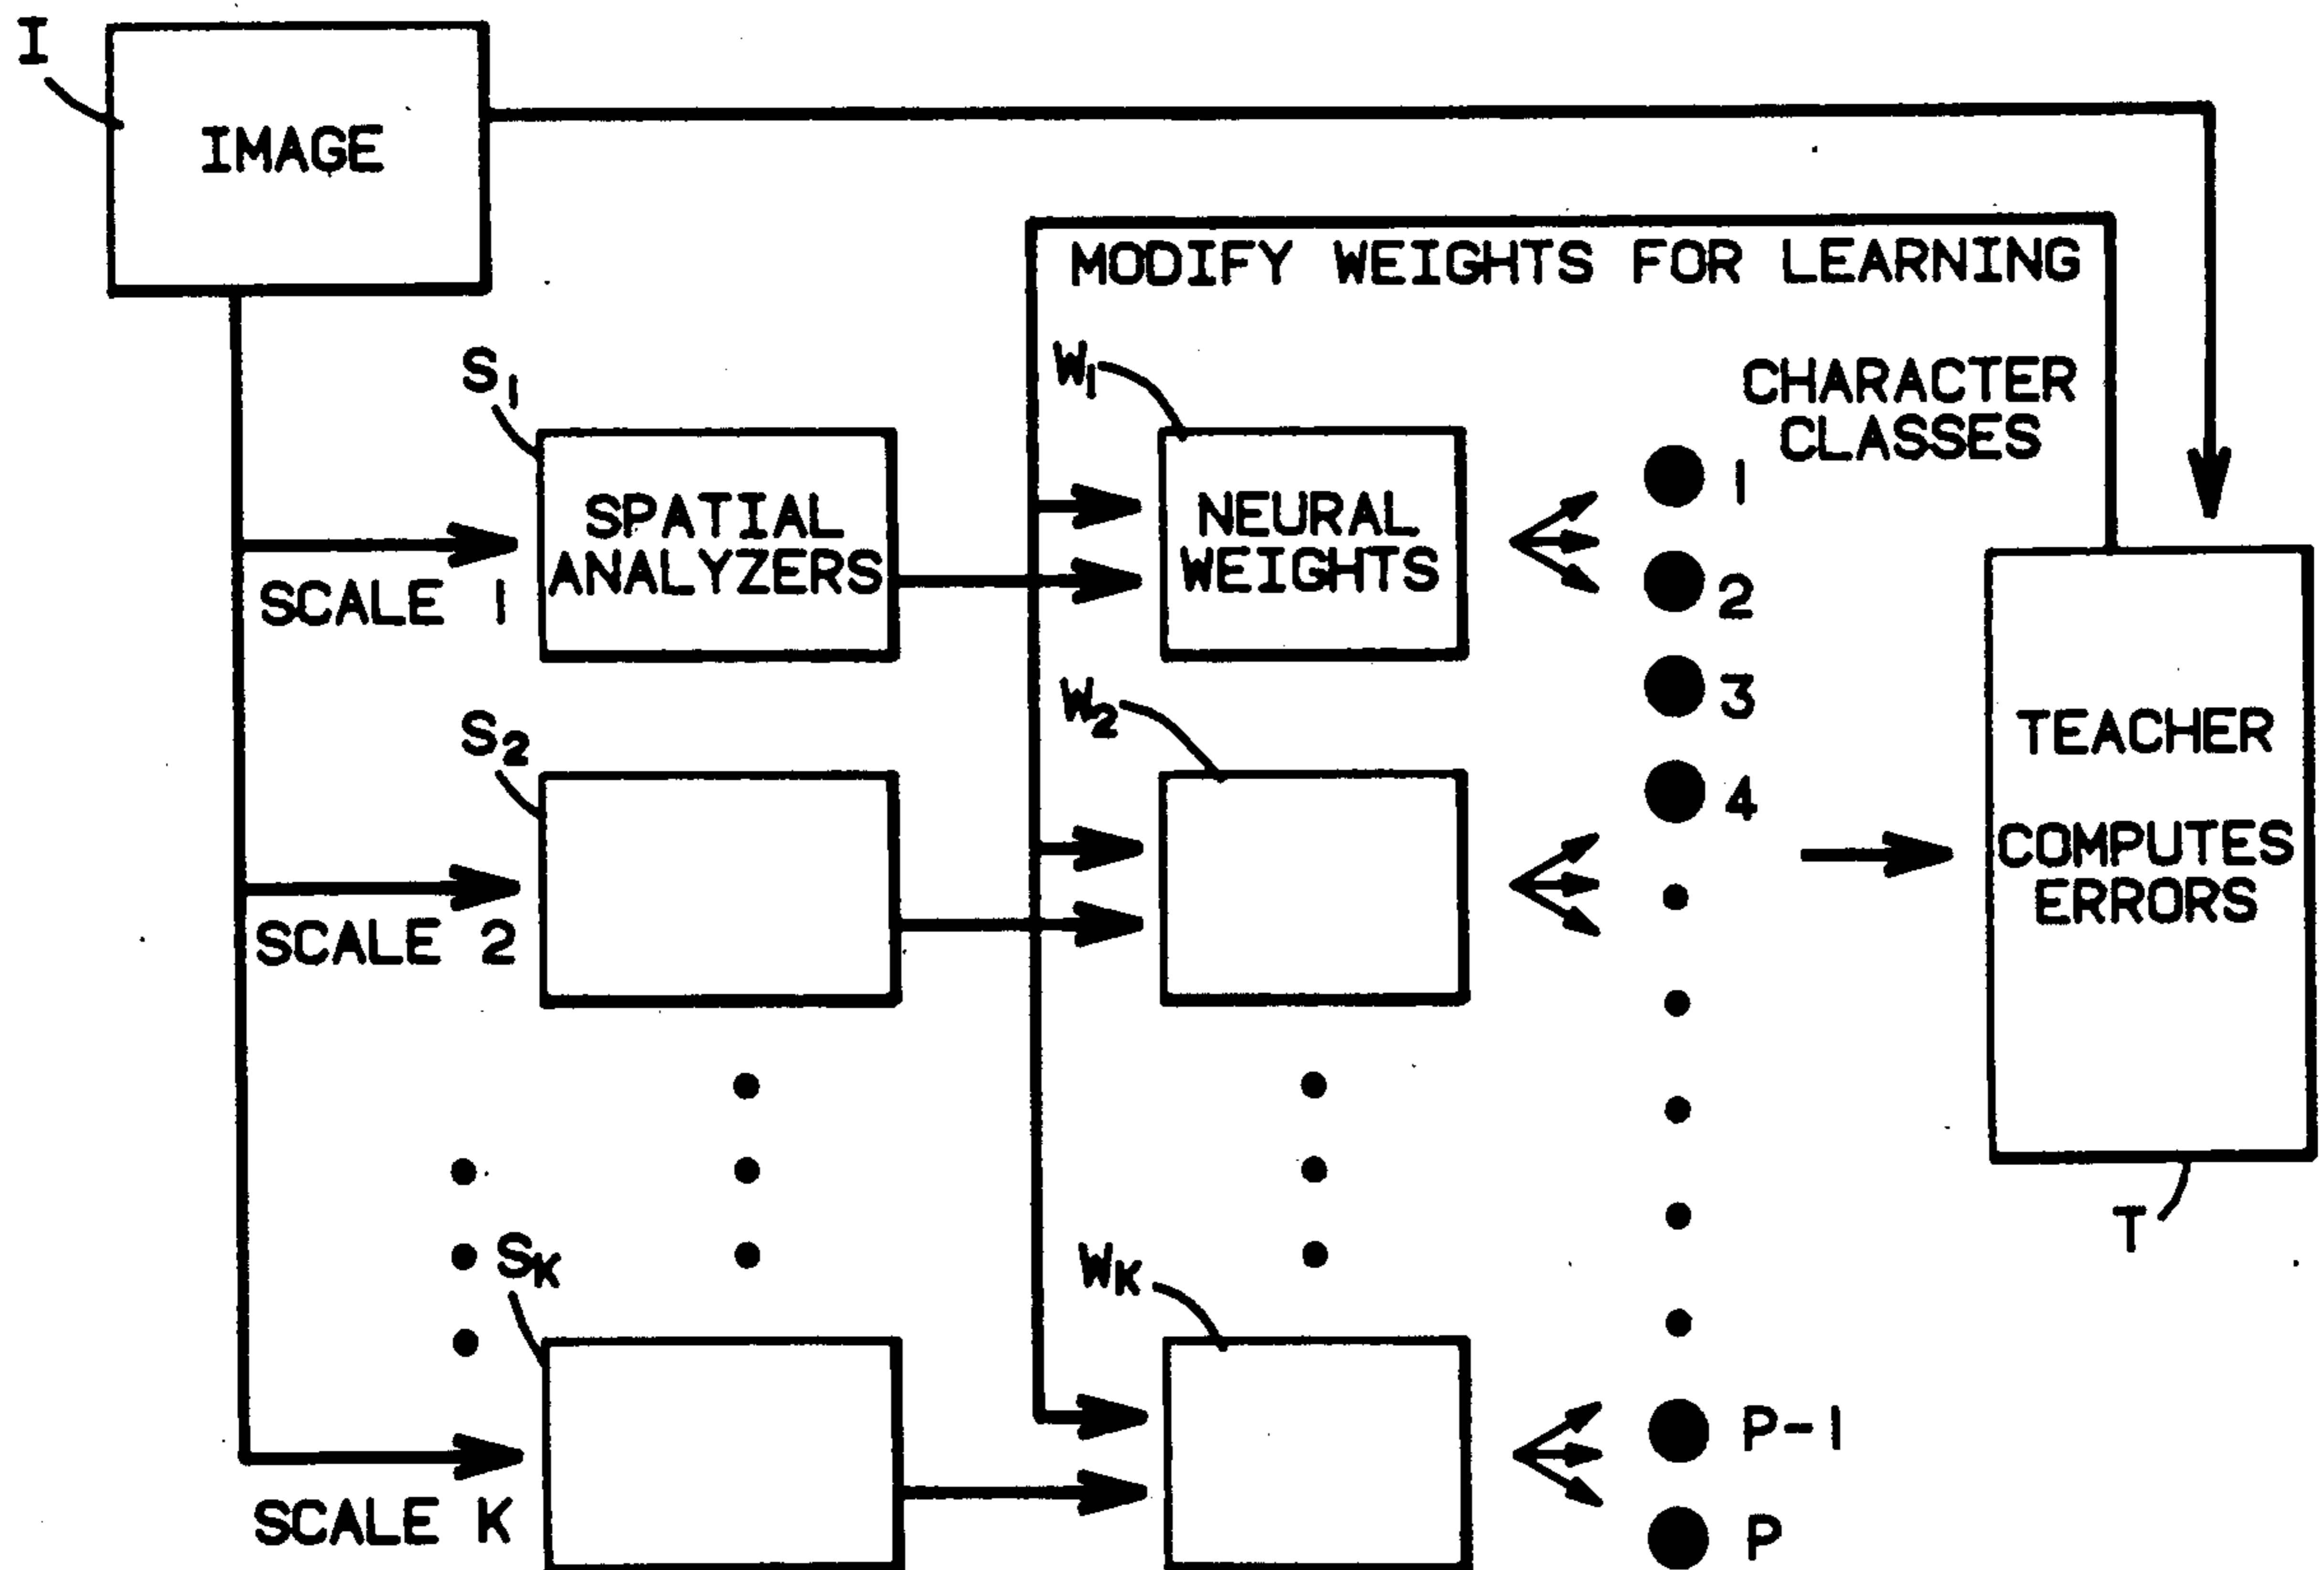 I
IMAGE
MODIFY WEIGHTS FOR LEARNING
S1
W1
CHARACTER
CLASSES
1
SPATIAL
ANALYZERS
NEURAL
WEIGHTS
SCALE 1
2
S2
W2
3
4
TEACHER
COMPUTES
ERRORS
SCALE 2
SK
WK
T
P-1
SCALE K
P